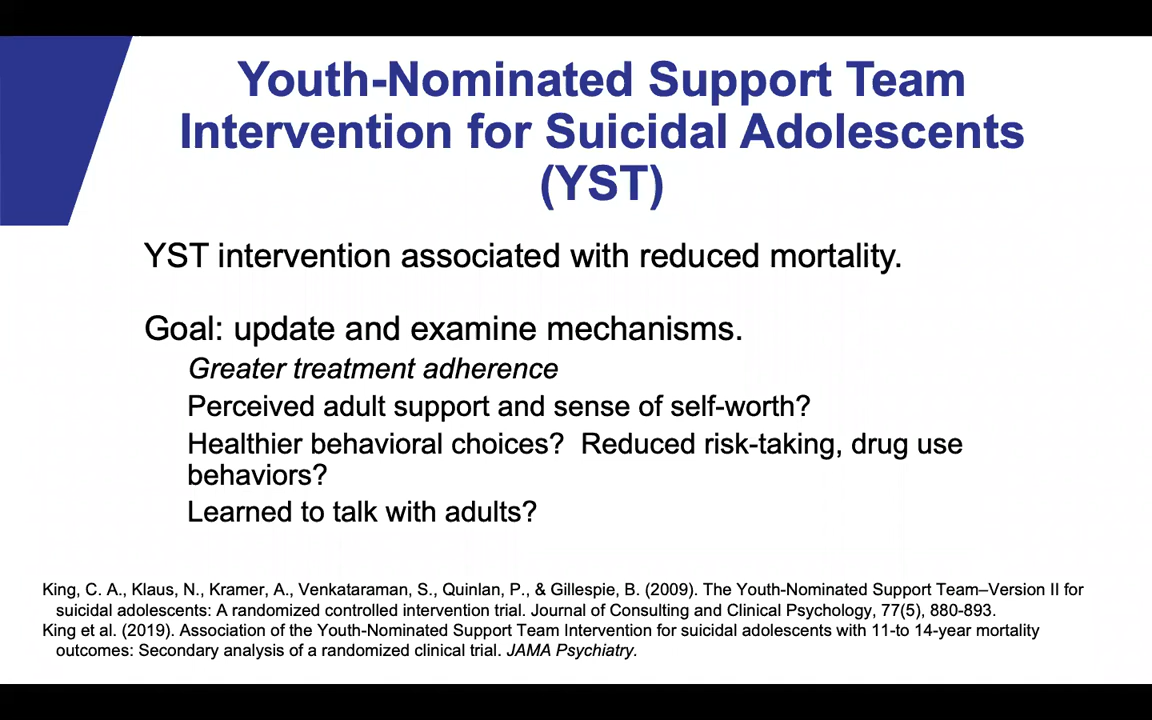 Youth-Nominated Support Team
Intervention for Suicidal Adolescents
(YST)
YST intervention associated with reduced mortality.
Goal: update and examine mechanisms.
Greater treatment adherence
Perceived adult support and sense of self-worth?
Healthier behavioral choices?  Reduced risk-taking, drug use
behaviors?
Learned to talk with adults?
King, C. A., Klaus, N., Kramer, A., Venkataraman, S., Quinlan, P., & Gillespie, B. (2009). The Youth-Nominated Support Team–Version II for
suicidal adolescents: A randomized controlled intervention trial. Journal of Consulting and Clinical Psychology, 77(5), 880-893.
King et al. (2019). Association of the Youth-Nominated Support Team Intervention for suicidal adolescents with 11-to 14-year mortality
outcomes: Secondary analysis of a randomized clinical trial. JAMA Psychiatry.